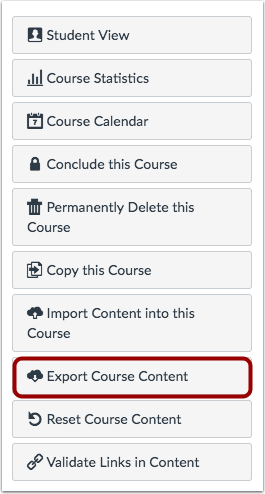 Student View
Course Statistics
7 Course Calendar
Conclude this Course
Permanently Delete this
Course
Copy this Course
Import Content into this
Course
Export Course Content
Reset Course Content
Validate Links in Content